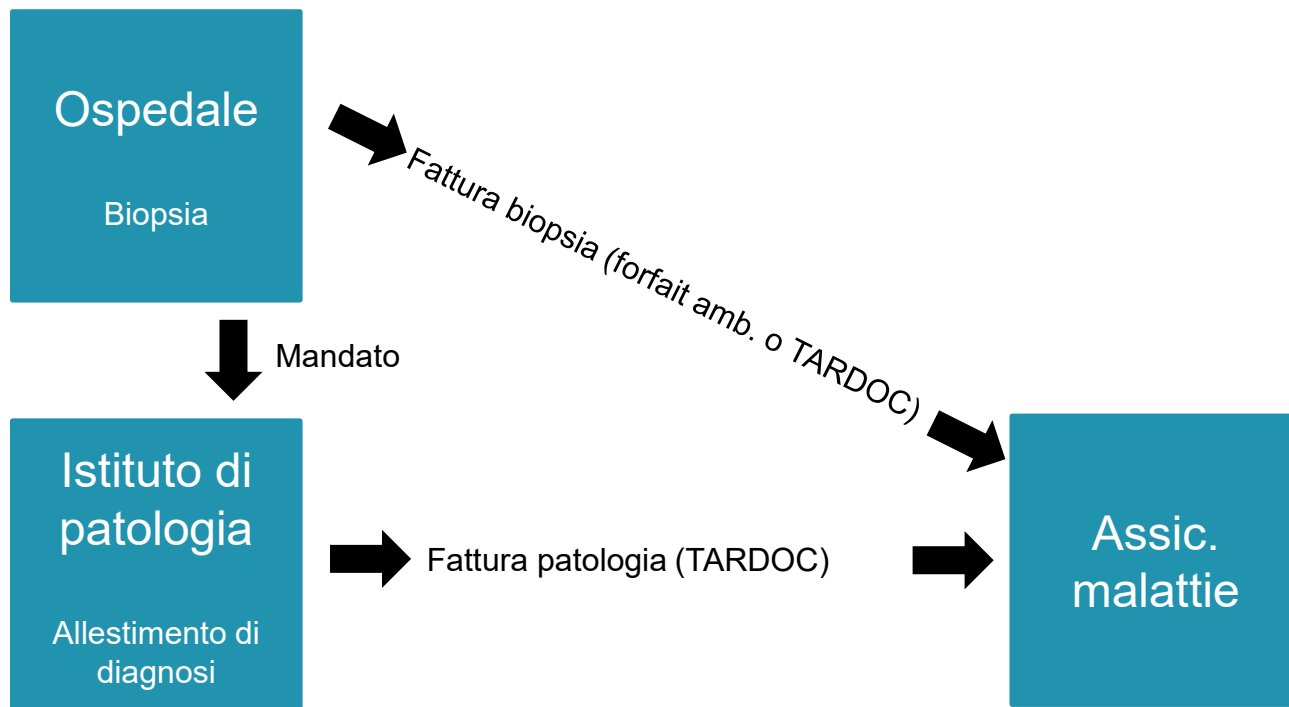 Ospedale
Biopsia
Fattura biopsia (forfait amb. o TARDOC)
Mandato
Istituto di
patologia
Allestimento di
diagnosi
Fattura patologia (TARDOC)
Assic.
malattie